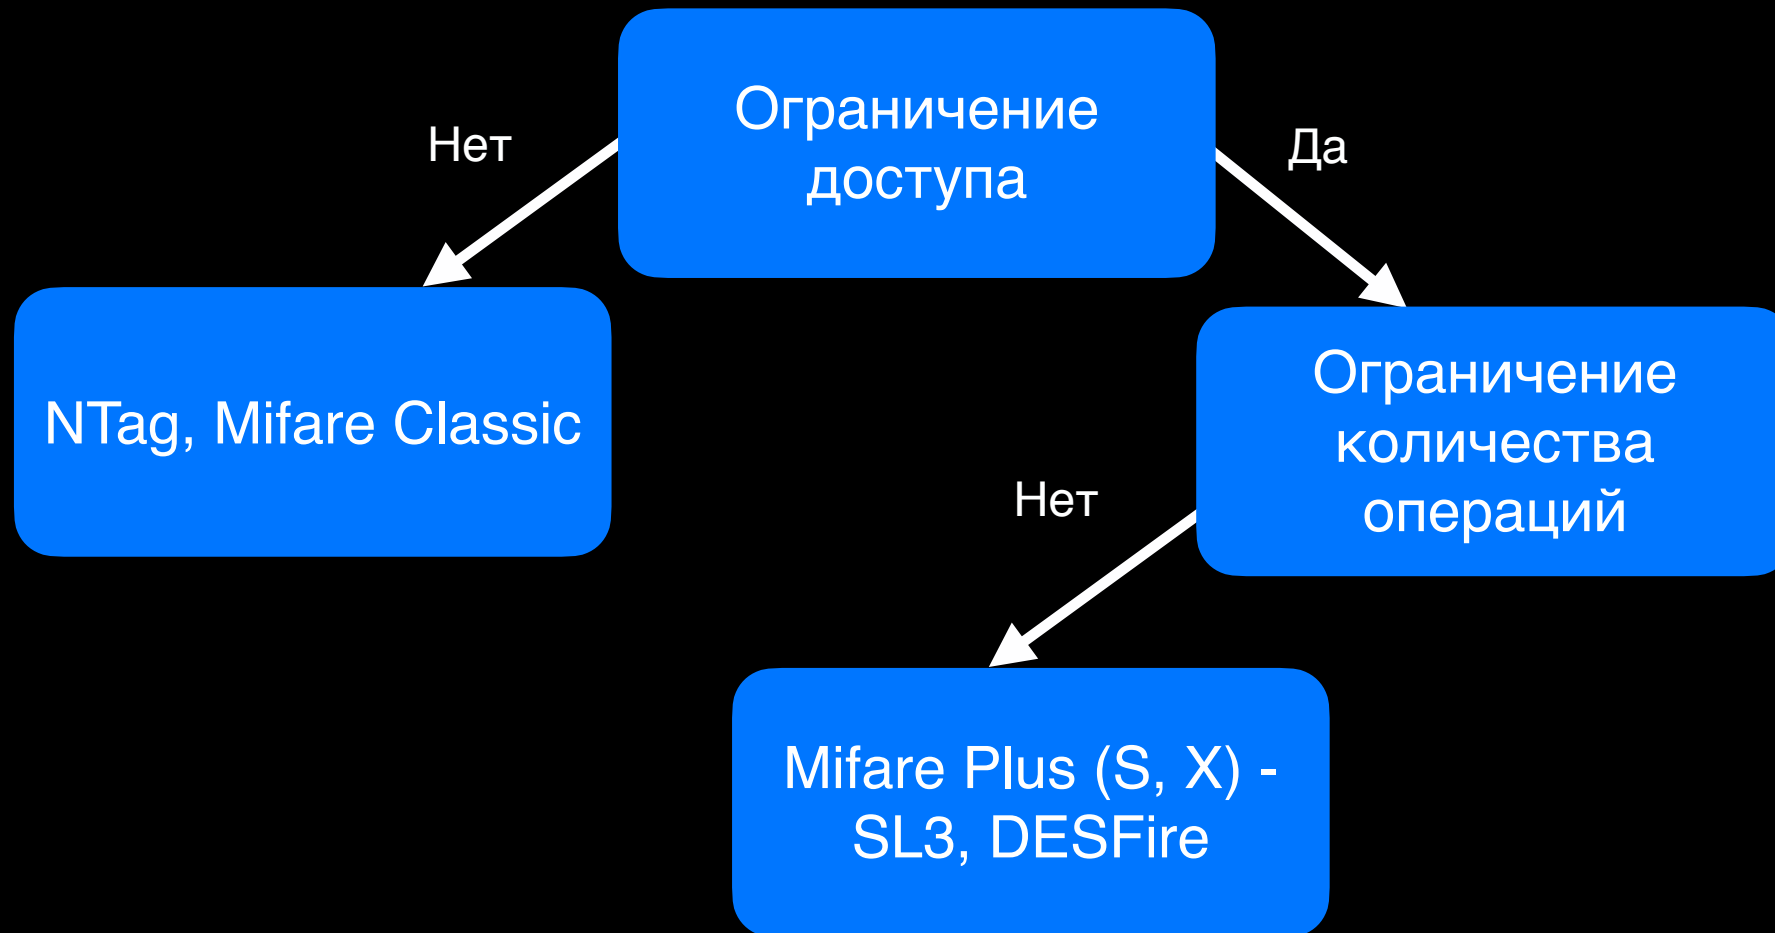 Ограничение
доступа
Нет
Да
NTag, Mifare Classic
Ограничение
количества
операций
Нет
Mifare Plus (S, X) -
SL3, DESFire